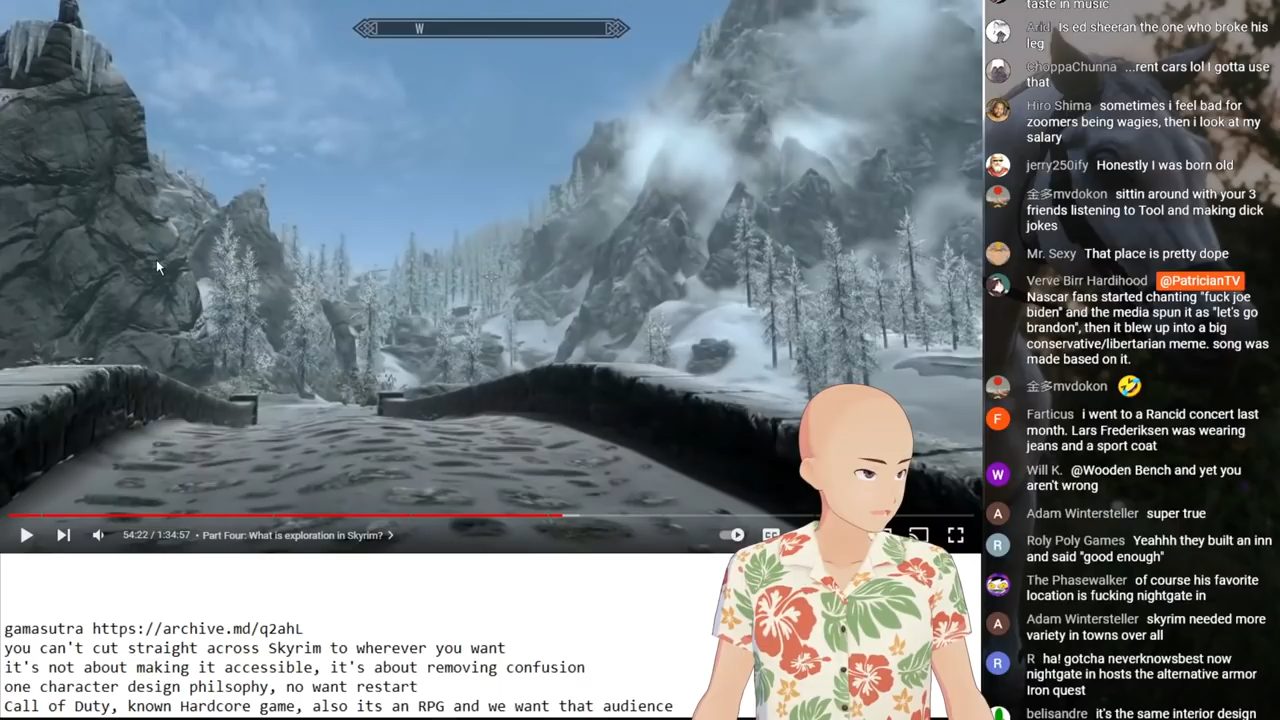 W
taste in music
Arid Is ed sheeran the one who broke his
leg
ChoppaChunna ...rent cars lol I gotta use
that
Hiro Shima sometimes i feel bad for
zoomers being wagies, then i look at my
salary
jerry250ify Honestly I was born old
金多mvdokon sittin around with your 3
friends listening to Tool and making dick
jokes
Mr. Sexy That place is pretty dope
Verve Birr Hardihood @PatricianTV
Nascar fans started chanting "fuck joe
biden" and the media spun it as "let's go
brandon", then it blew up into a big
conservative/libertarian meme. song was
made based on it.
金多mvdokon 🤣
F
Farticus i went to a Rancid concert last
month. Lars Frederiksen was wearing
jeans and a sport coat
W
Will K. @Wooden Bench and yet you
aren't wrong
A
Adam Wintersteller super true
R
Roly Poly Games Yeahhh they built an inn
and said "good enough"
The Phasewalker of course his favorite
location is fucking nightgate in
A
Adam Wintersteller skyrim needed more
variety in towns over all
R
R ha! gotcha neverknowsbest now
nightgate in hosts the alternative armor
Iron quest
belisandre it's the same interior design
54:22 / 1:34:57 • Part Four: What is exploration in Skyrim? >
gamasutra https://archive.md/q2ahL
you can't cut straight across Skyrim to wherever you want
it's not about making it accessible, it's about removing confusion
one character design philsophy, no want restart
Call of Duty, known Hardcore game, also its an RPG and we want that audience